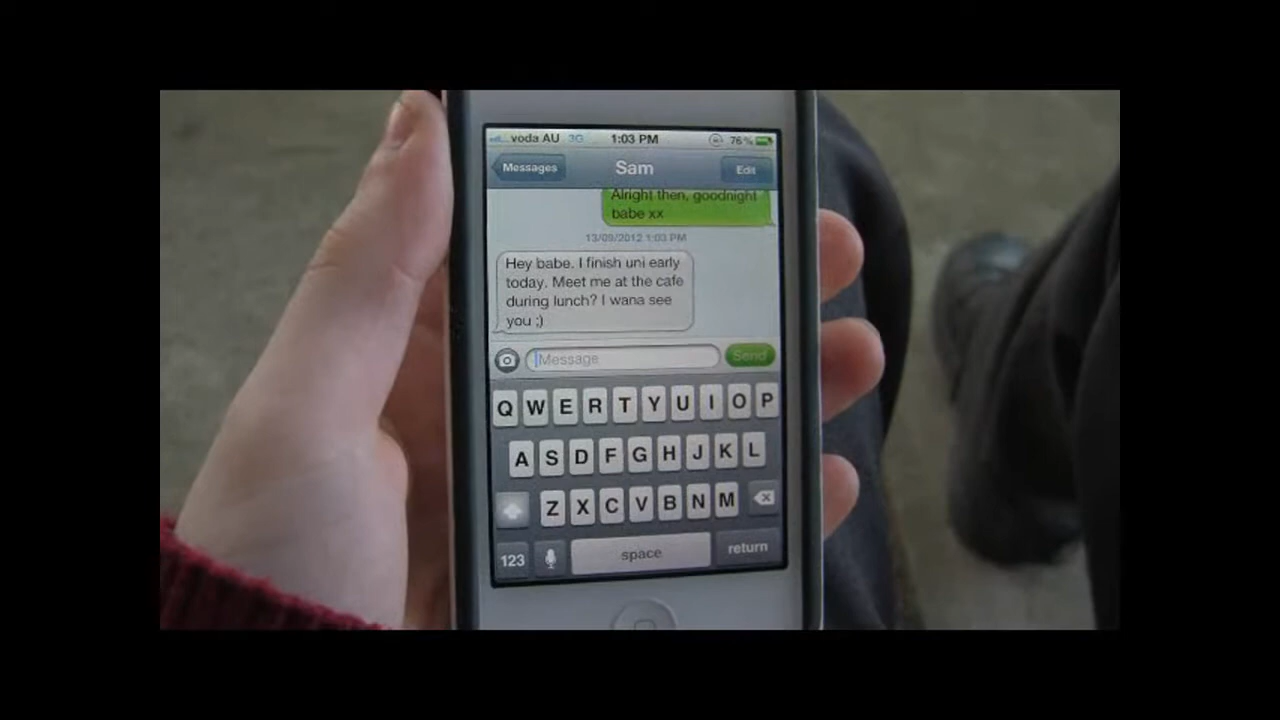 voda AU 3G 1:03 PM 76%
Messages Sam Edit
Alright then, goodnight
babe xx
13/09/2012 1:03 PM
Hey babe. I finish uni early
today. Meet me at the cafe
during lunch? I wana see
you ;)
Message Send
Q W E R T Y U I O P
A S D F G H J K L
Z X C V B N M
123 space return